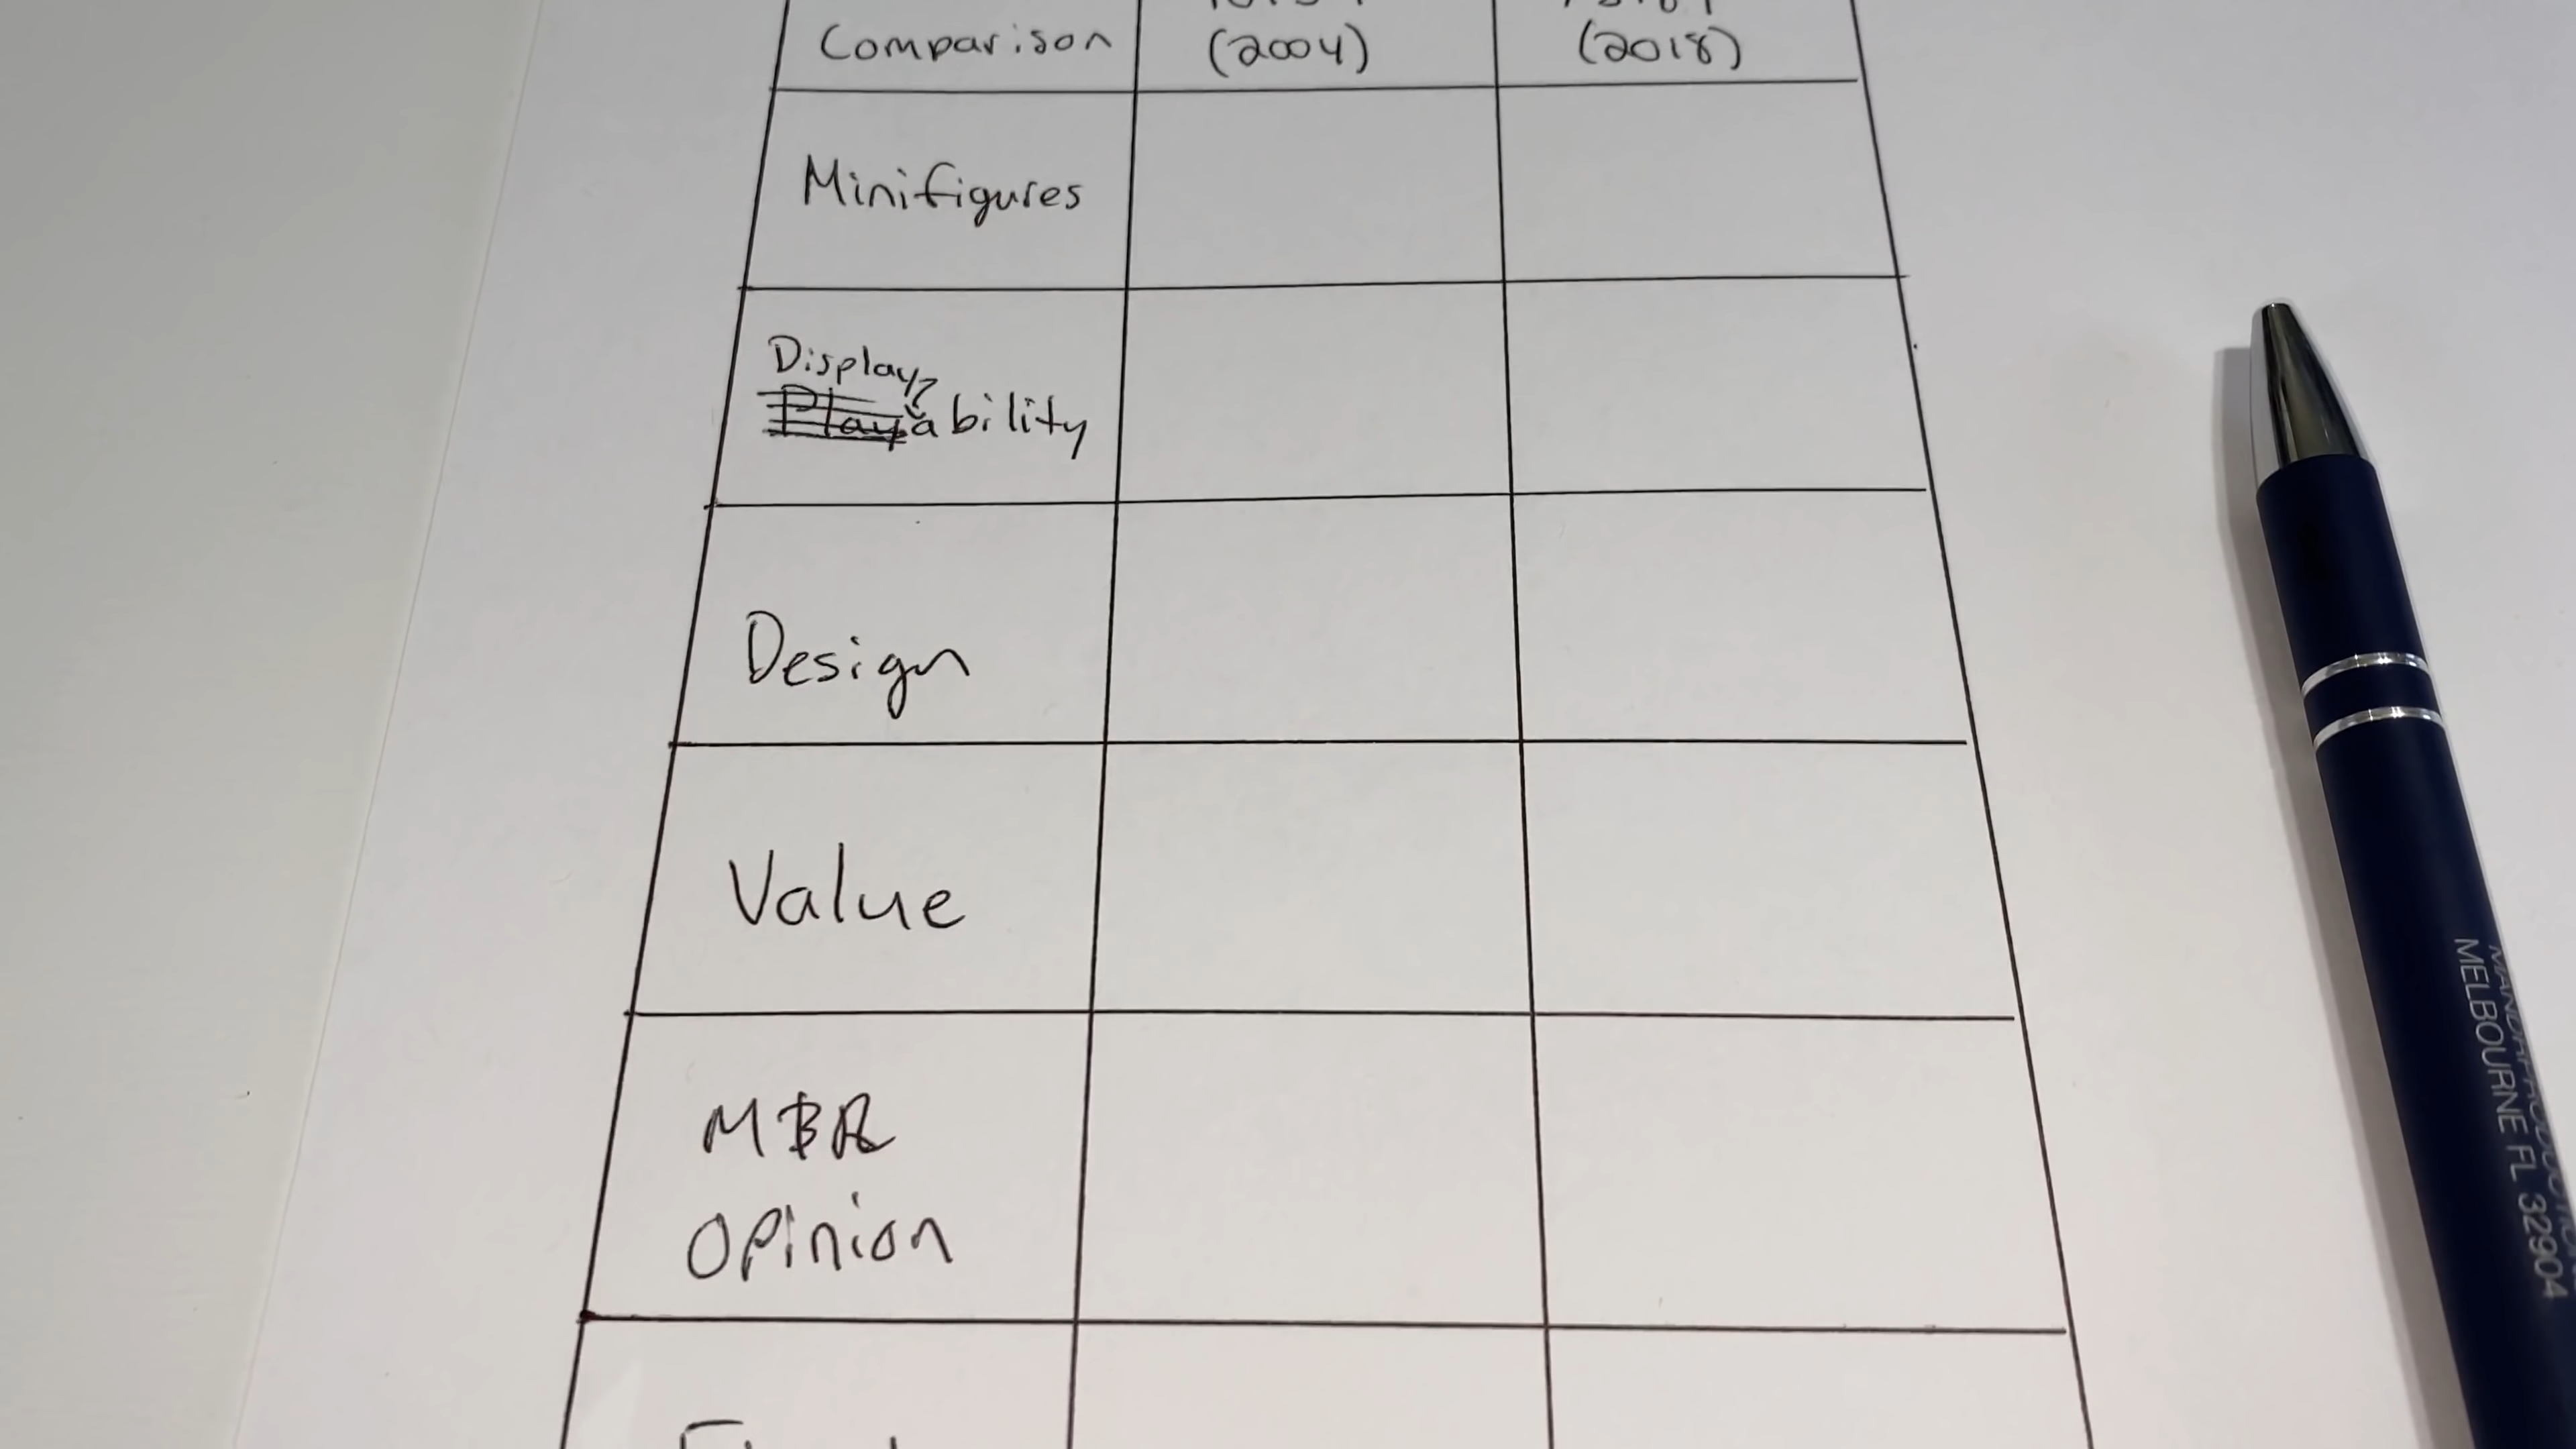 Comparison (2004) (2018)
Minifigures
Display?
Playability
Design
Value
MBR
Opinion
MELBOURNE FL 32904